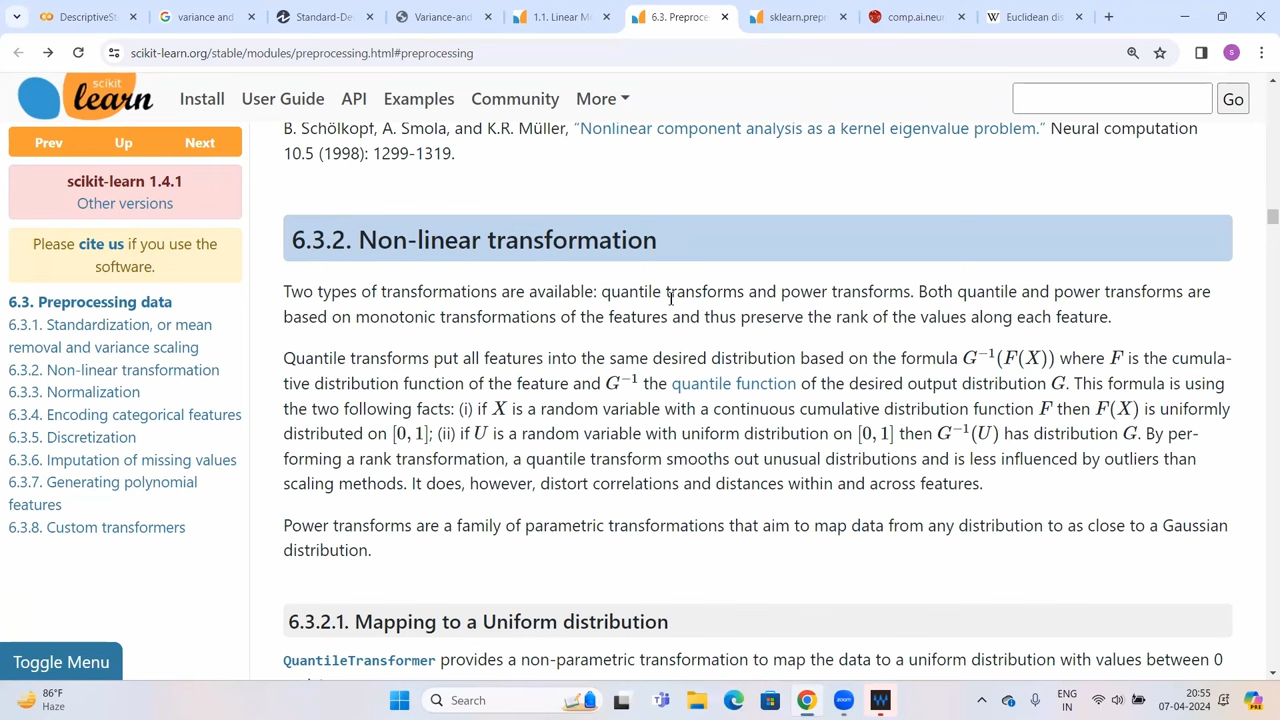 DescriptiveSt
variance and
Standard-De
Variance-and
1.1. Linear M
6.3. Preproce
sklearn.prep
comp.ai.neur
Euclidean dis
scikit-learn.org/stable/modules/preprocessing.html#preprocessing
S
scikit
learn
Install User Guide API Examples Community More
Go
Prev Up Next
scikit-learn 1.4.1
Other versions
Please cite us if you use the
software.
6.3. Preprocessing data
6.3.1. Standardization, or mean
removal and variance scaling
6.3.2. Non-linear transformation
6.3.3. Normalization
6.3.4. Encoding categorical features
6.3.5. Discretization
6.3.6. Imputation of missing values
6.3.7. Generating polynomial
features
6.3.8. Custom transformers
Toggle Menu
B. Schölkopf, A. Smola, and K.R. Müller, “Nonlinear component analysis as a kernel eigenvalue problem.” Neural computation
10.5 (1998): 1299-1319.
6.3.2. Non-linear transformation
Two types of transformations are available: quantile transforms and power transforms. Both quantile and power transforms are
based on monotonic transformations of the features and thus preserve the rank of the values along each feature.
Quantile transforms put all features into the same desired distribution based on the formula G⁻¹(F(X)) where F is the cumula-
tive distribution function of the feature and G⁻¹ the quantile function of the desired output distribution G. This formula is using
the two following facts: (i) if X is a random variable with a continuous cumulative distribution function F then F(X) is uniformly
distributed on [0, 1]; (ii) if U is a random variable with uniform distribution on [0, 1] then G⁻¹(U) has distribution G. By per-
forming a rank transformation, a quantile transform smooths out unusual distributions and is less influenced by outliers than
scaling methods. It does, however, distort correlations and distances within and across features.
Power transforms are a family of parametric transformations that aim to map data from any distribution to as close to a Gaussian
distribution.
6.3.2.1. Mapping to a Uniform distribution
QuantileTransformer provides a non-parametric transformation to map the data to a uniform distribution with values between 0
86°F
Haze
Search
zoom
ENG
IN
20:55
07-04-2024